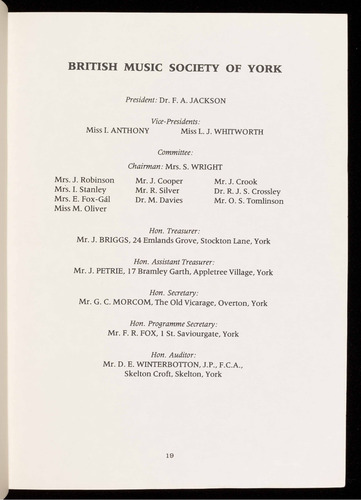 BRITISH MUSIC SOCIETY OF YORK
President: Dr. F. A. JACKSON
Vice-Presidents:
Miss I. ANTHONY Miss L. J. WHITWORTH
Committee:
Chairman: Mrs. S. WRIGHT
Mrs. J. Robinson Mr. J. Cooper Mr. J. Crook
Mrs. I. Stanley Mr. R. Silver Dr. R. J. S. Crossley
Mrs. E. Fox-Gál Dr. M. Davies Mr. O. S. Tomlinson
Miss M. Oliver
Hon. Treasurer:
Mr. J. BRIGGS, 24 Emlands Grove, Stockton Lane, York
Hon. Assistant Treasurer:
Mr. J. PETRIE, 17 Bramley Garth, Appletree Village, York
Hon. Secretary:
Mr. G. C. MORCOM, The Old Vicarage, Overton, York
Hon. Programme Secretary:
Mr. F. R. FOX, 1 St. Saviourgate, York
Hon. Auditor:
Mr. D. E. WINTERBOTTON, J.P., F.C.A.,
Skelton Croft, Skelton, York
19